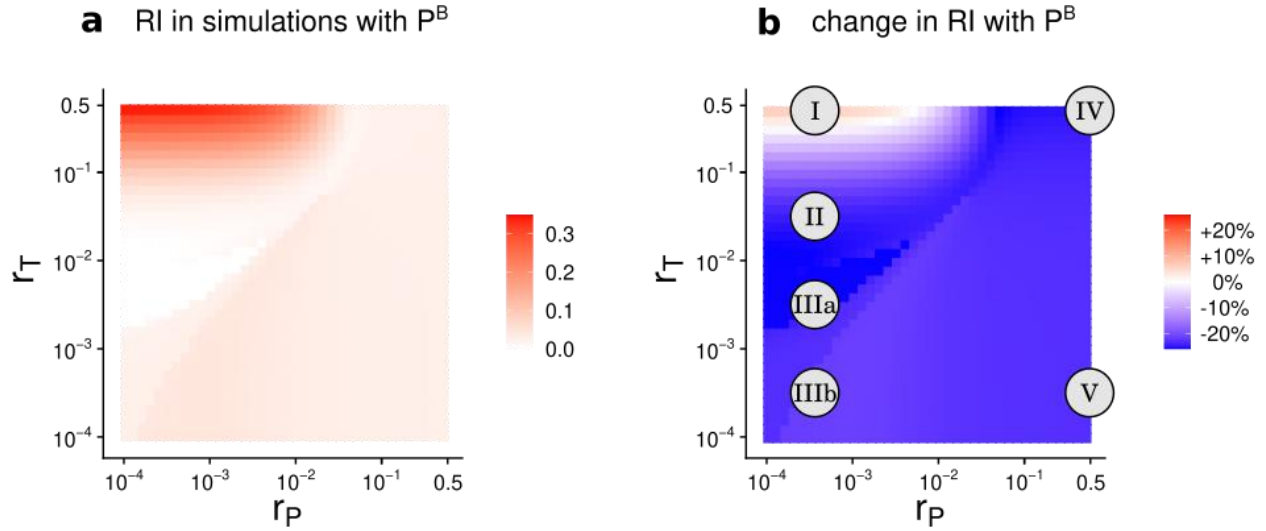 a RI in simulations with P^B
0.5
10^−1
10^−2
10^−3
10^−4
r_T
10^−4 10^−3 10^−2 10^−1 0.5
r_P
0.3
0.2
0.1
0.0
b change in RI with P^B
0.5
10^−1
10^−2
10^−3
10^−4
r_T
I
IV
II
IIIa
IIIb
V
10^−4 10^−3 10^−2 10^−1 0.5
r_P
+20%
+10%
0%
-10%
-20%